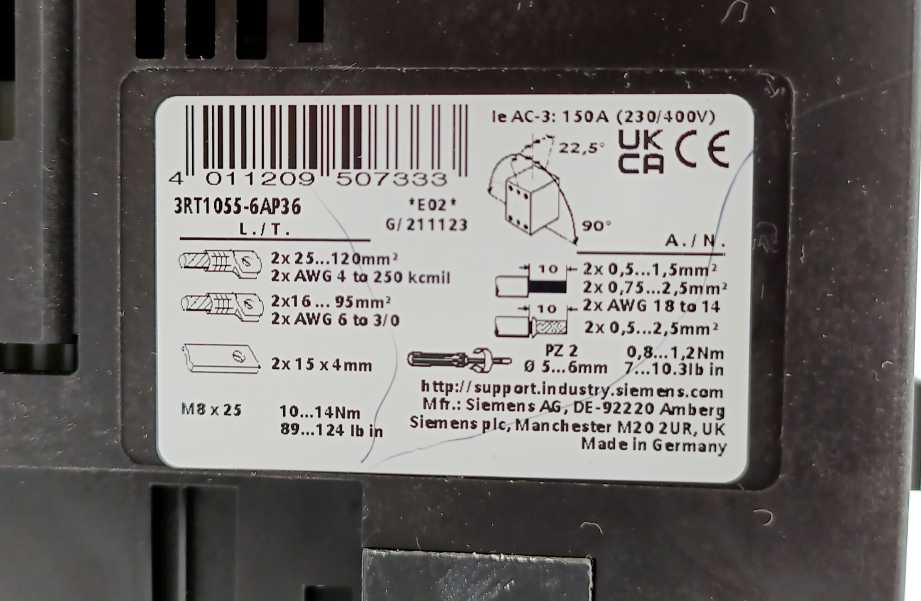 Ie AC-3: 150A (230/400V)
4 011209 507333
22,5°
UK
CA
CE
3RT1055-6AP36
*E02*
G/211123
90°
L./T.
A./N.
2x 25...120mm²
2x AWG 4 to 250 kcmil
10
2x 0,5...1,5mm²
2x 0,75...2,5mm²
2x16 ... 95mm²
2x AWG 6 to 3/0
10
2x AWG 18 to 14
2x 0,5...2,5mm²
2x 15 x 4mm
PZ 2
0,8...1,2Nm
Ø 5...6mm
7...10.3lb in
M8 x 25
10...14Nm
89...124 lb in
http://support.industry.siemens.com
Mfr.: Siemens AG, DE-92220 Amberg
Siemens plc, Manchester M20 2UR, UK
Made in Germany